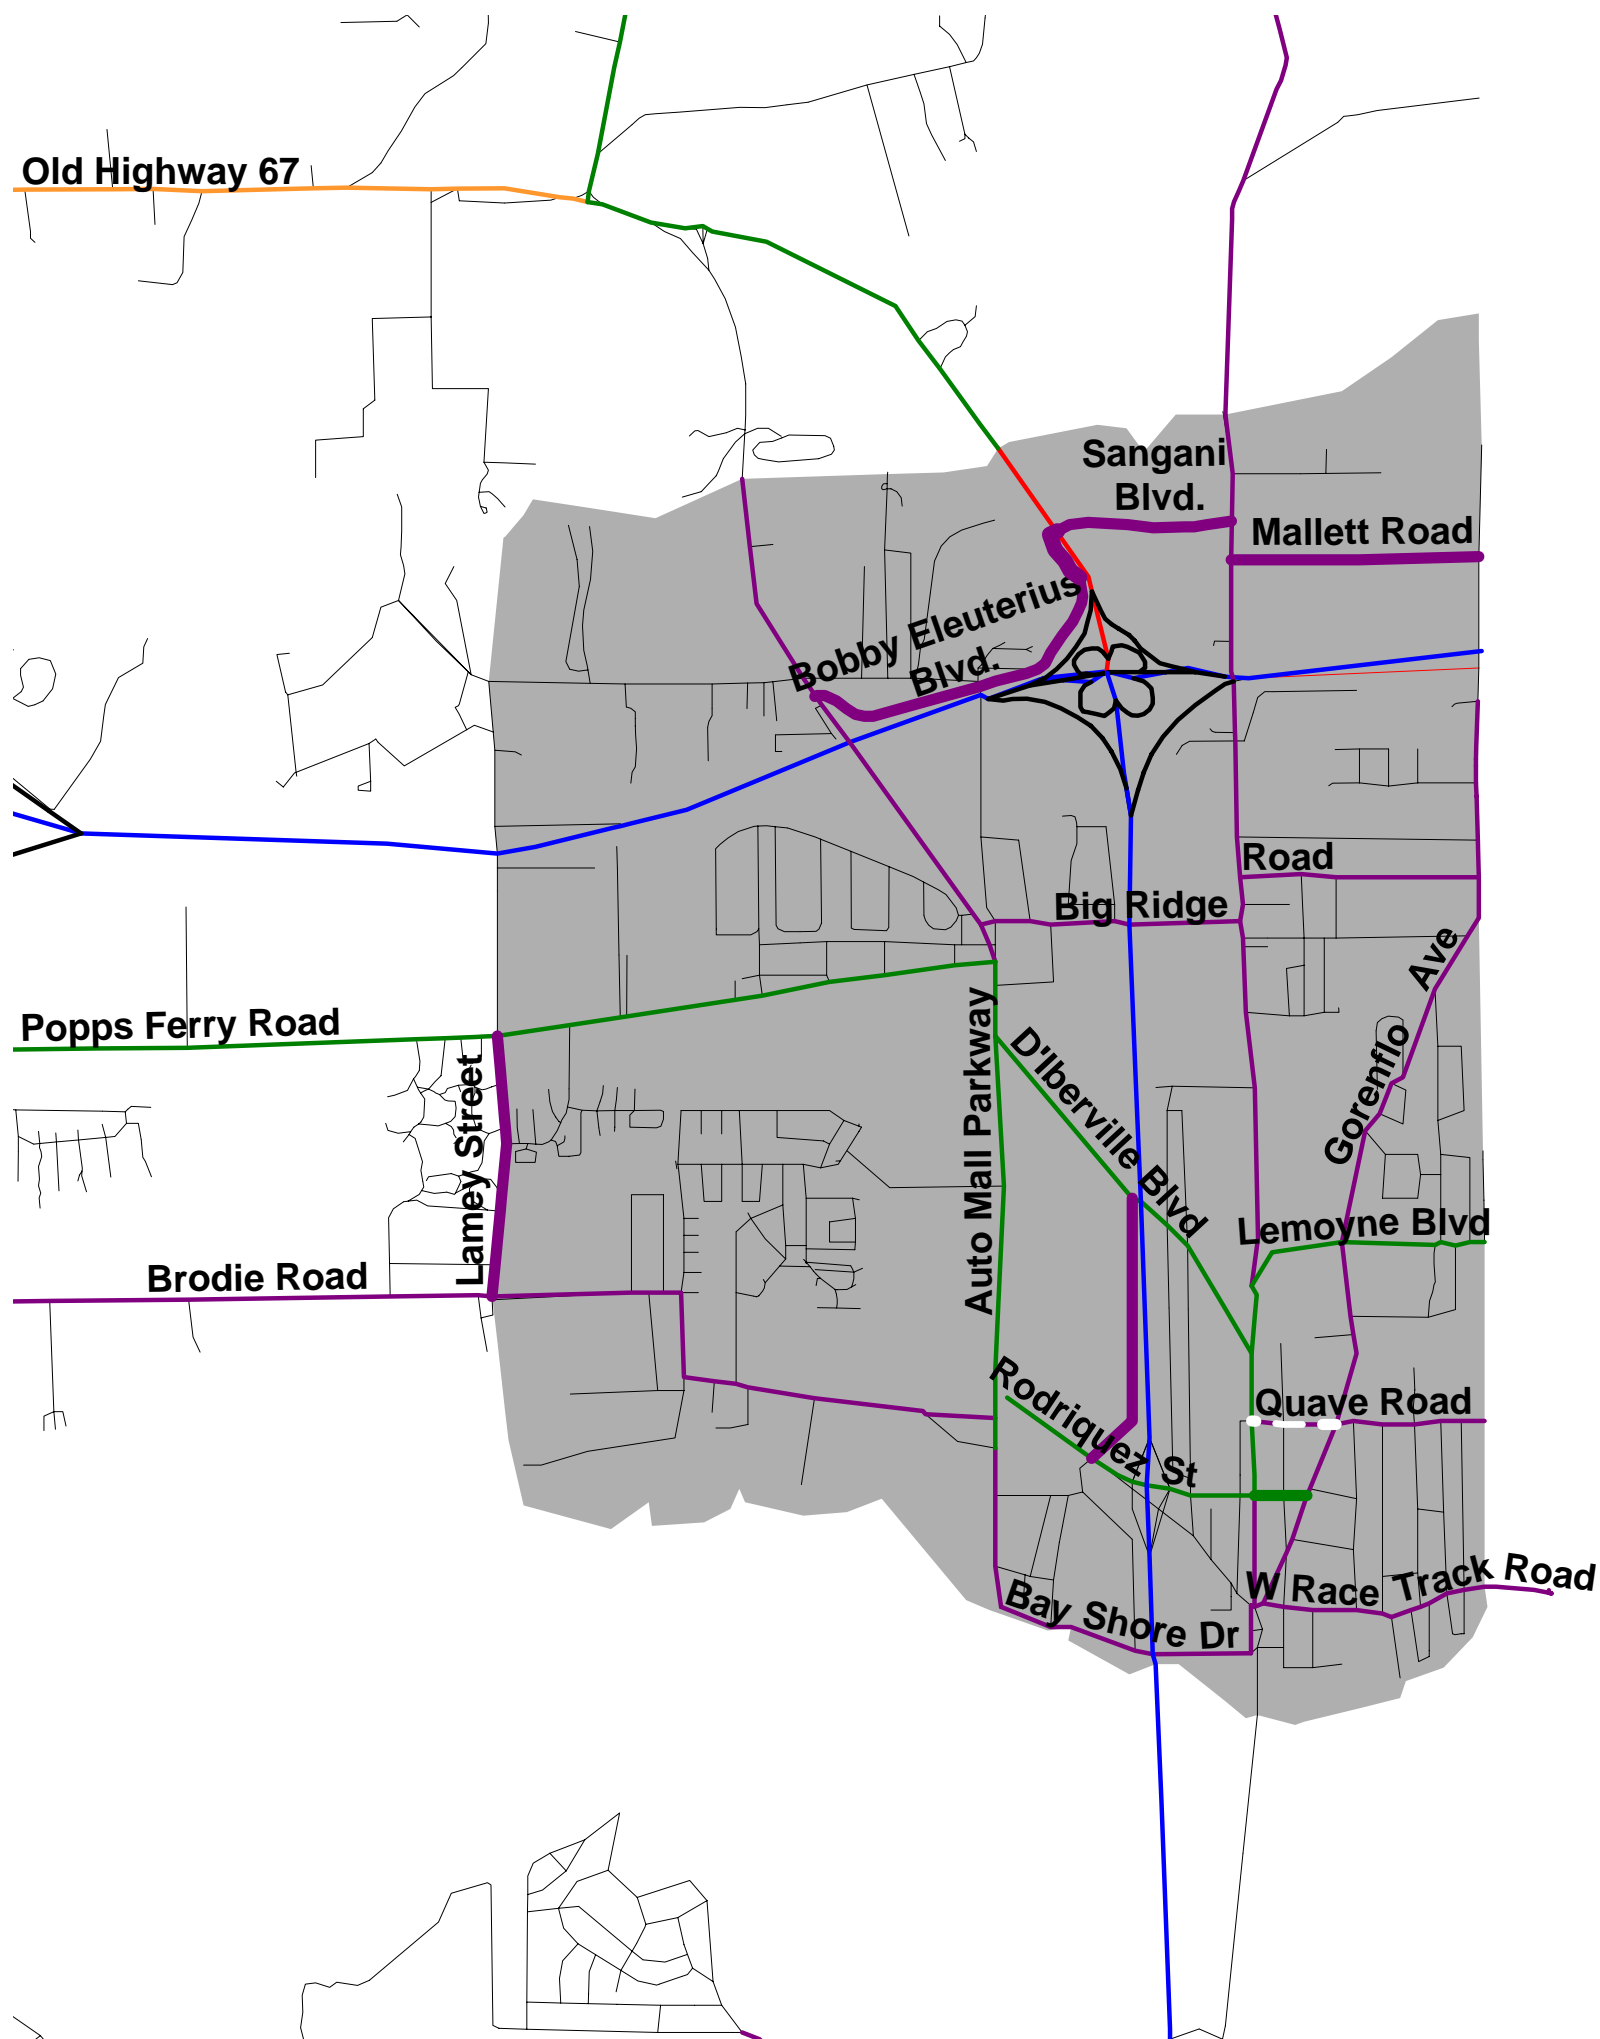 Old Highway 67
Sangani
Blvd.
Mallett Road
Bobby Eleuterius
Blvd.
Road
Big Ridge
Gorenflo Ave
Popps Ferry Road
Lamey Street
Auto Mall Parkway
D'Iberville Blvd
Lemoyne Blvd
Brodie Road
Rodriquez St
Quave Road
W Race Track Road
Bay Shore Dr